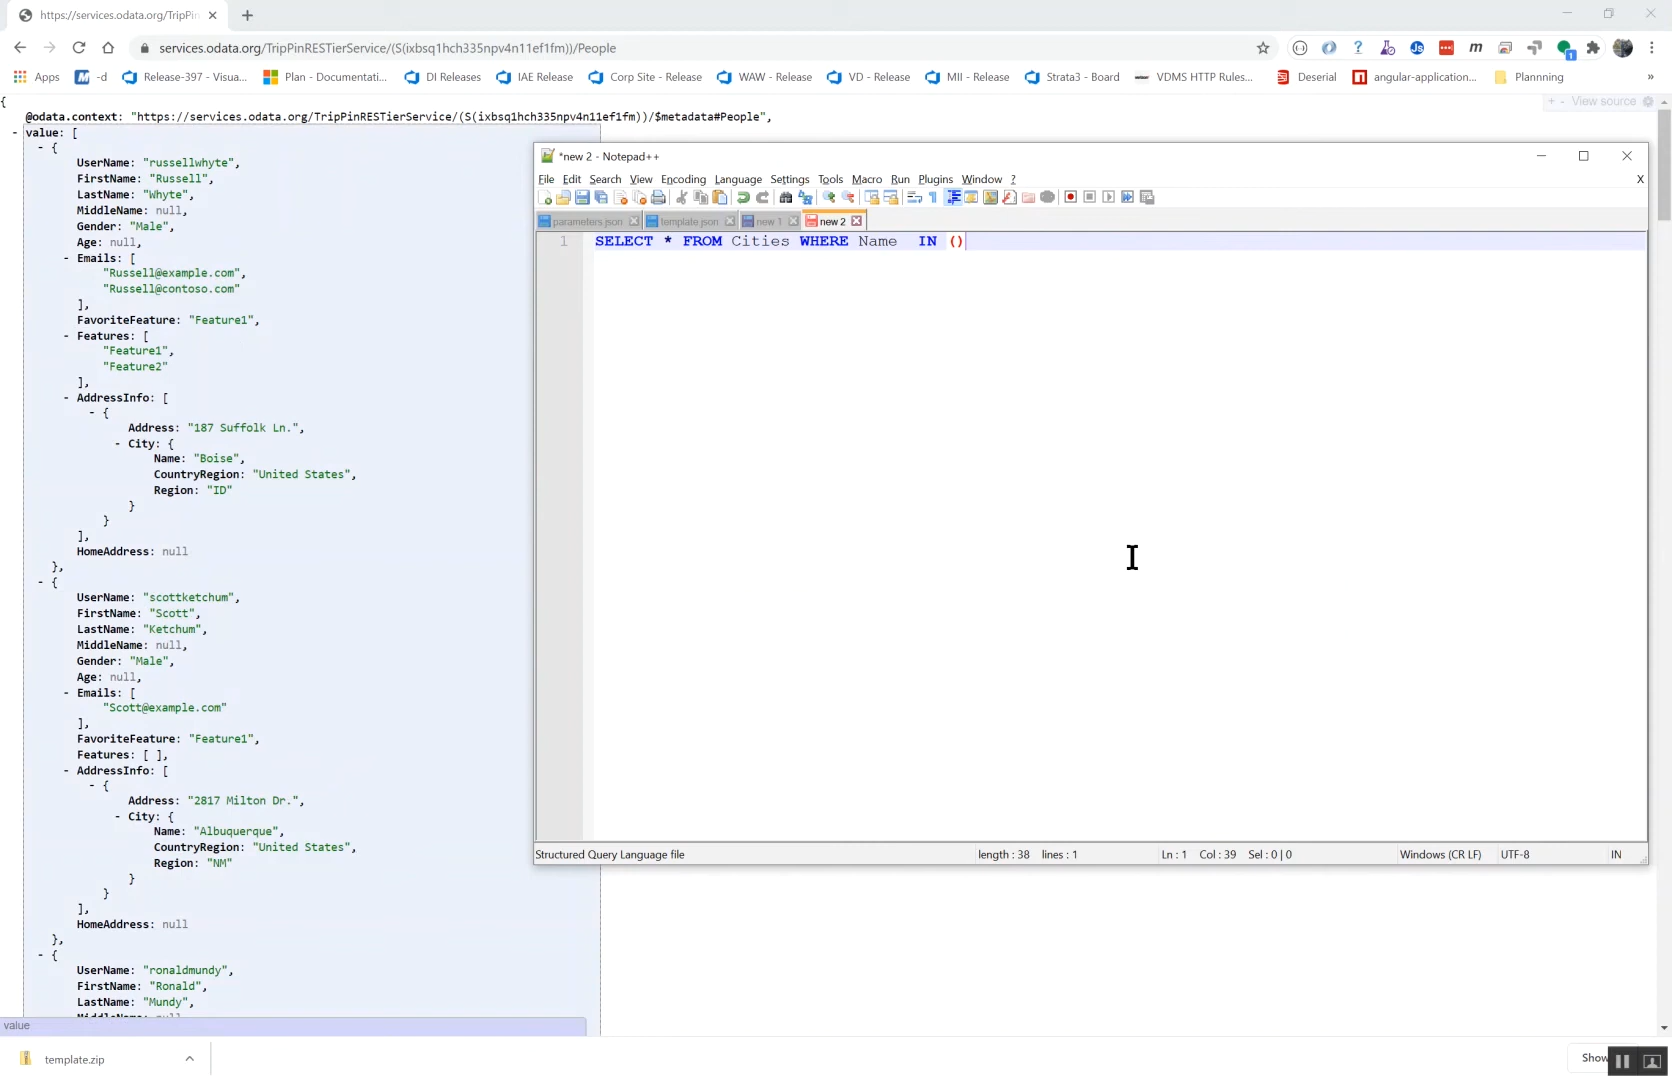 https://services.odata.org/TripPin
services.odata.org/TripPinRESTierService/(S(ixbsq1hch335npv4n11ef1fm))/People
Apps -d Release-397 - Visua... Plan - Documentati... DI Releases IAE Release Corp Site - Release WAW - Release VD - Release MII - Release Strata3 - Board VDMS HTTP Rules... Deserial angular-application... Plannning »
+ - View source
{
@odata.context: "https://services.odata.org/TripPinRESTierService/(S(ixbsq1hch335npv4n11ef1fm))/$metadata#People",
- value: [
- {
UserName: "russellwhyte",
FirstName: "Russell",
LastName: "Whyte",
MiddleName: null,
Gender: "Male",
Age: null,
- Emails: [
"Russell@example.com",
"Russell@contoso.com"
],
FavoriteFeature: "Feature1",
- Features: [
"Feature1",
"Feature2"
],
- AddressInfo: [
- {
Address: "187 Suffolk Ln.",
- City: {
Name: "Boise",
CountryRegion: "United States",
Region: "ID"
}
}
],
HomeAddress: null
},
- {
UserName: "scottketchum",
FirstName: "Scott",
LastName: "Ketchum",
MiddleName: null,
Gender: "Male",
Age: null,
- Emails: [
"Scott@example.com"
],
FavoriteFeature: "Feature1",
Features: [ ],
- AddressInfo: [
- {
Address: "2817 Milton Dr.",
- City: {
Name: "Albuquerque",
CountryRegion: "United States",
Region: "NM"
}
}
],
HomeAddress: null
},
- {
UserName: "ronaldmundy",
FirstName: "Ronald",
LastName: "Mundy",
MiddleName: null
value
*new 2 - Notepad++
File Edit Search View Encoding Language Settings Tools Macro Run Plugins Window ? X
parameters.json template.json new 1 new 2
1 SELECT * FROM Cities WHERE Name  IN ()
Structured Query Language file length : 38 lines : 1 Ln : 1 Col : 39 Sel : 0 | 0 Windows (CR LF) UTF-8 IN
template.zip
Show